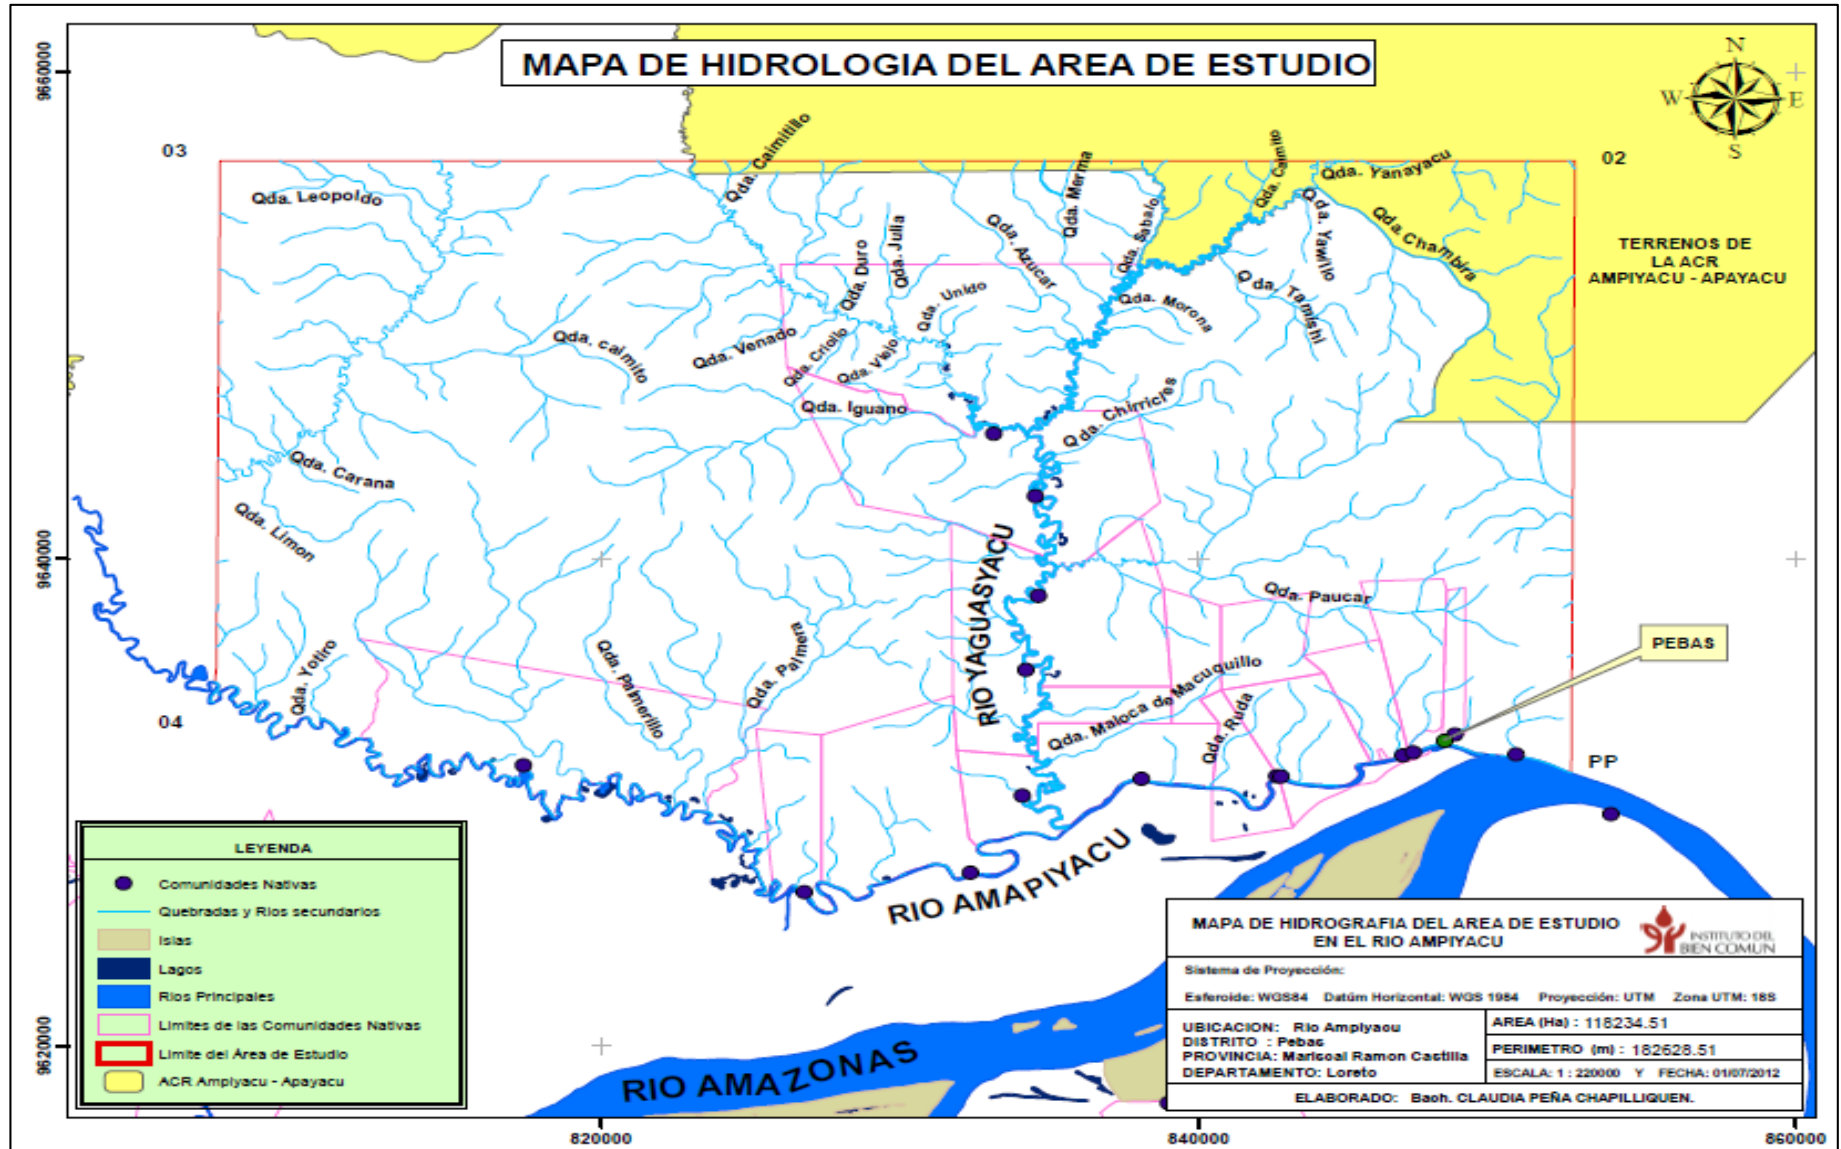 MAPA DE HIDROLOGIA DEL AREA DE ESTUDIO
N
W
E
S
9660000
9640000
9620000
820000
840000
860000
03
02
04
PP
Qda. Leopoldo
Qda. Caimitillo
Qda. Duro
Qda. Julia
Qda. Unido
Qda. Azucar
Qda. Merma
Qda. Sabalo
Qda. Caimito
Qda. Yanayacu
Qda. Yawillo
Qda. Chambira
Qda. Tamishi
Qda. Morona
TERRENOS DE
LA ACR
AMPIYACU - APAYACU
Qda. caimito
Qda. Venado
Qda. Criollo
Qda. Viejo
Qda. Iguano
Qda. Chirricles
Qda. Carana
Qda. Limon
Qda. Yotiro
Qda. Palmerillo
Qda. Palmera
RIO YAGUASYACU
Qda. Paucar
Qda. Maloca de Macuquillo
Qda. Ruda
PEBAS
RIO AMAPIYACU
RIO AMAZONAS
LEYENDA
Comunidades Nativas
Quebradas y Rios secundarios
Islas
Lagos
Rios Principales
Limites de las Comunidades Nativas
Limite del Área de Estudio
ACR Ampiyacu - Apayacu
MAPA DE HIDROGRAFIA DEL AREA DE ESTUDIO
EN EL RIO AMPIYACU
INSTITUTO DEL
BIEN COMUN
Sistema de Proyección:
Esferoide: WGS84 Datúm Horizontal: WGS 1984 Proyección: UTM Zona UTM: 18S
UBICACION: Rio Ampiyacu
DISTRITO : Pebas
PROVINCIA: Mariscal Ramon Castilla
DEPARTAMENTO: Loreto
AREA (Ha) : 118234.51
PERIMETRO (m) : 182628.51
ESCALA: 1 : 220000 Y FECHA: 01/07/2012
ELABORADO: Bach. CLAUDIA PEÑA CHAPILLIQUEN.